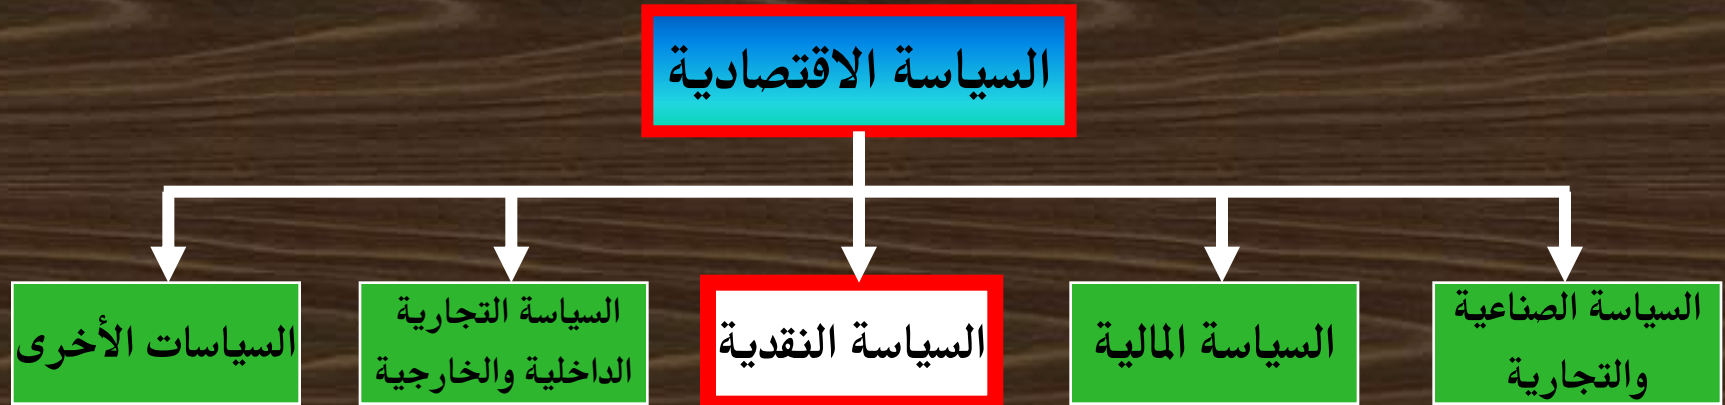 السياسة الاقتصادية
السياسة الصناعية
والتجارية
السياسة المالية
السياسة النقدية
السياسة التجارية
الداخلية والخارجية
السياسات الأخرى